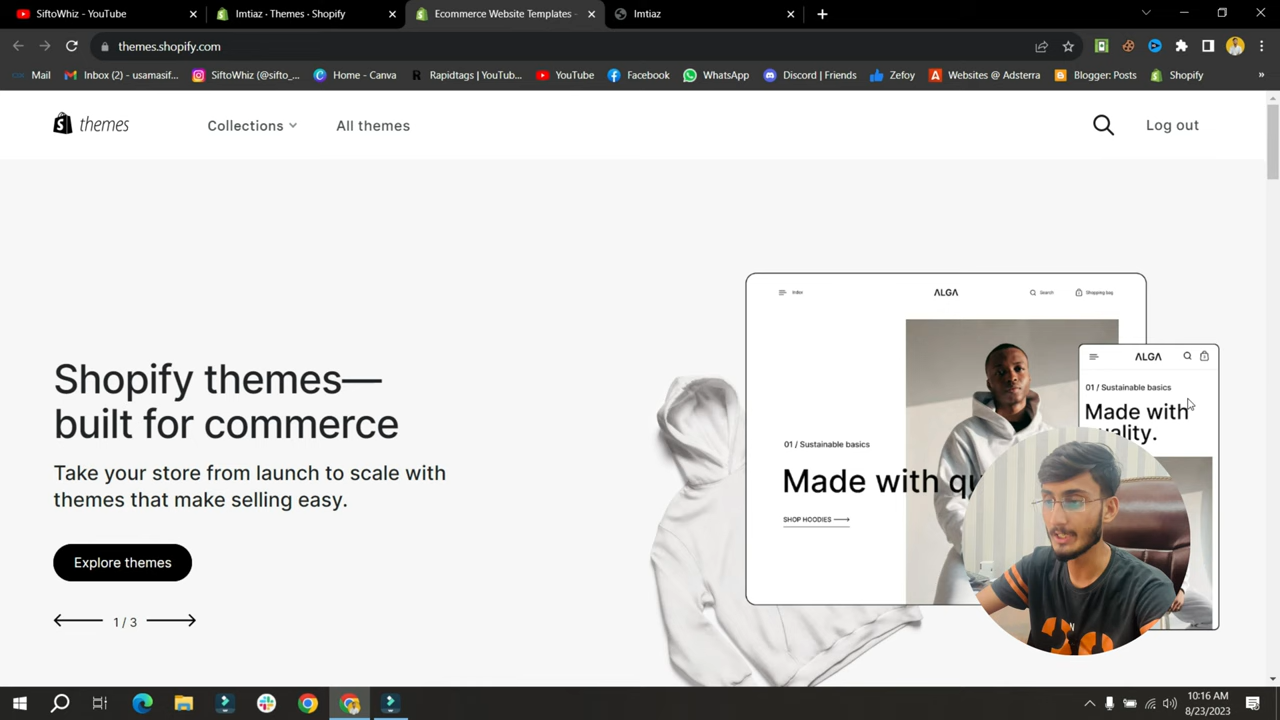 SiftoWhiz - YouTube
Imtiaz · Themes · Shopify
Ecommerce Website Templates -
Imtiaz
themes.shopify.com
Mail
Inbox (2) - usamasif...
Instagram (@sifto_...
Home - Canva
Rapidtags | YouTub...
YouTube
Facebook
WhatsApp
Discord | Friends
Zefoy
Websites @ Adsterra
Blogger: Posts
Shopify
»
themes
Collections
All themes
Log out
ALGA
Search
Shopping bag
ALGA
01 / Sustainable basics
Made with
Shopify themes—
built for commerce
01 / Sustainable basics
Made with qu
SHOP HOODIES
Take your store from launch to scale with
themes that make selling easy.
Explore themes
1 / 3
10:16 AM
8/23/2023